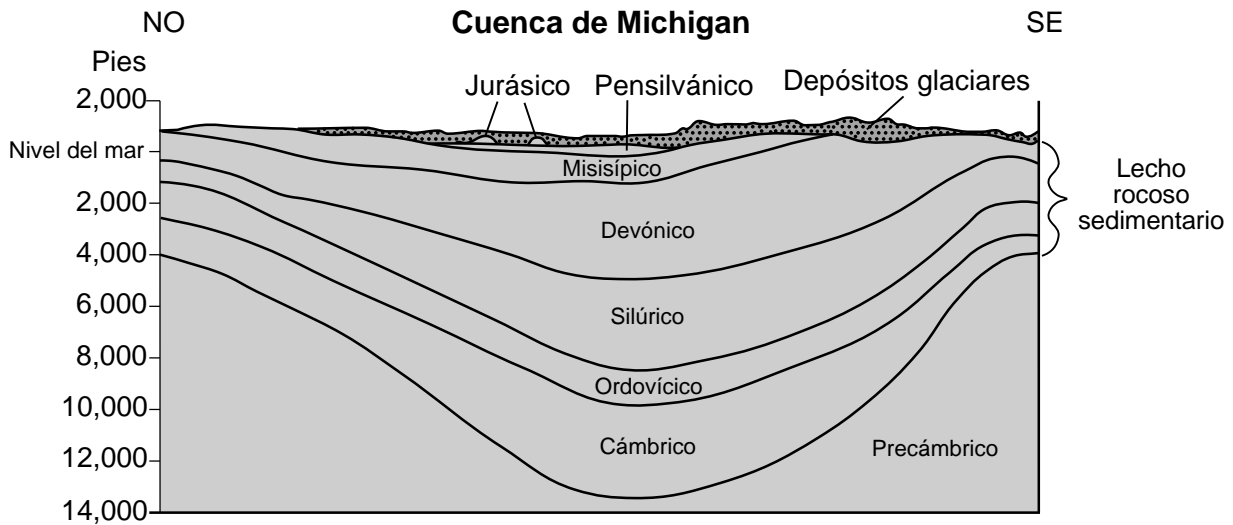 NO
Cuenca de Michigan
SE
Pies
Jurásico
Pensilvánico
Depósitos glaciares
2,000
Nivel del mar
2,000
4,000
6,000
8,000
10,000
12,000
14,000
Misisípico
Devónico
Silúrico
Ordovícico
Cámbrico
Precámbrico
Lecho
rocoso
sedimentario